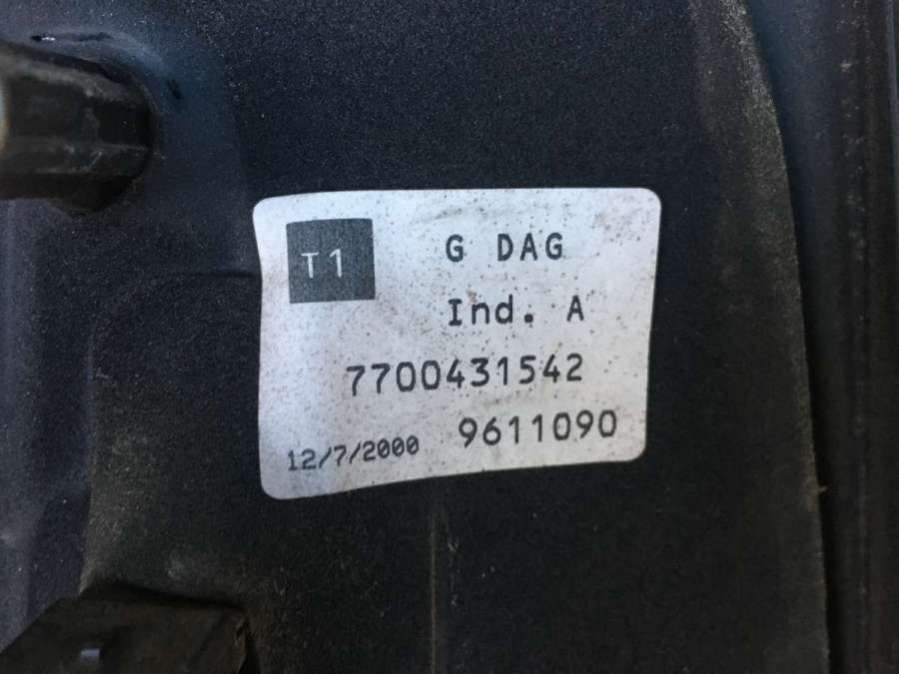 T1
G DAG
Ind. A
7700431542
12/7/2000 9611090